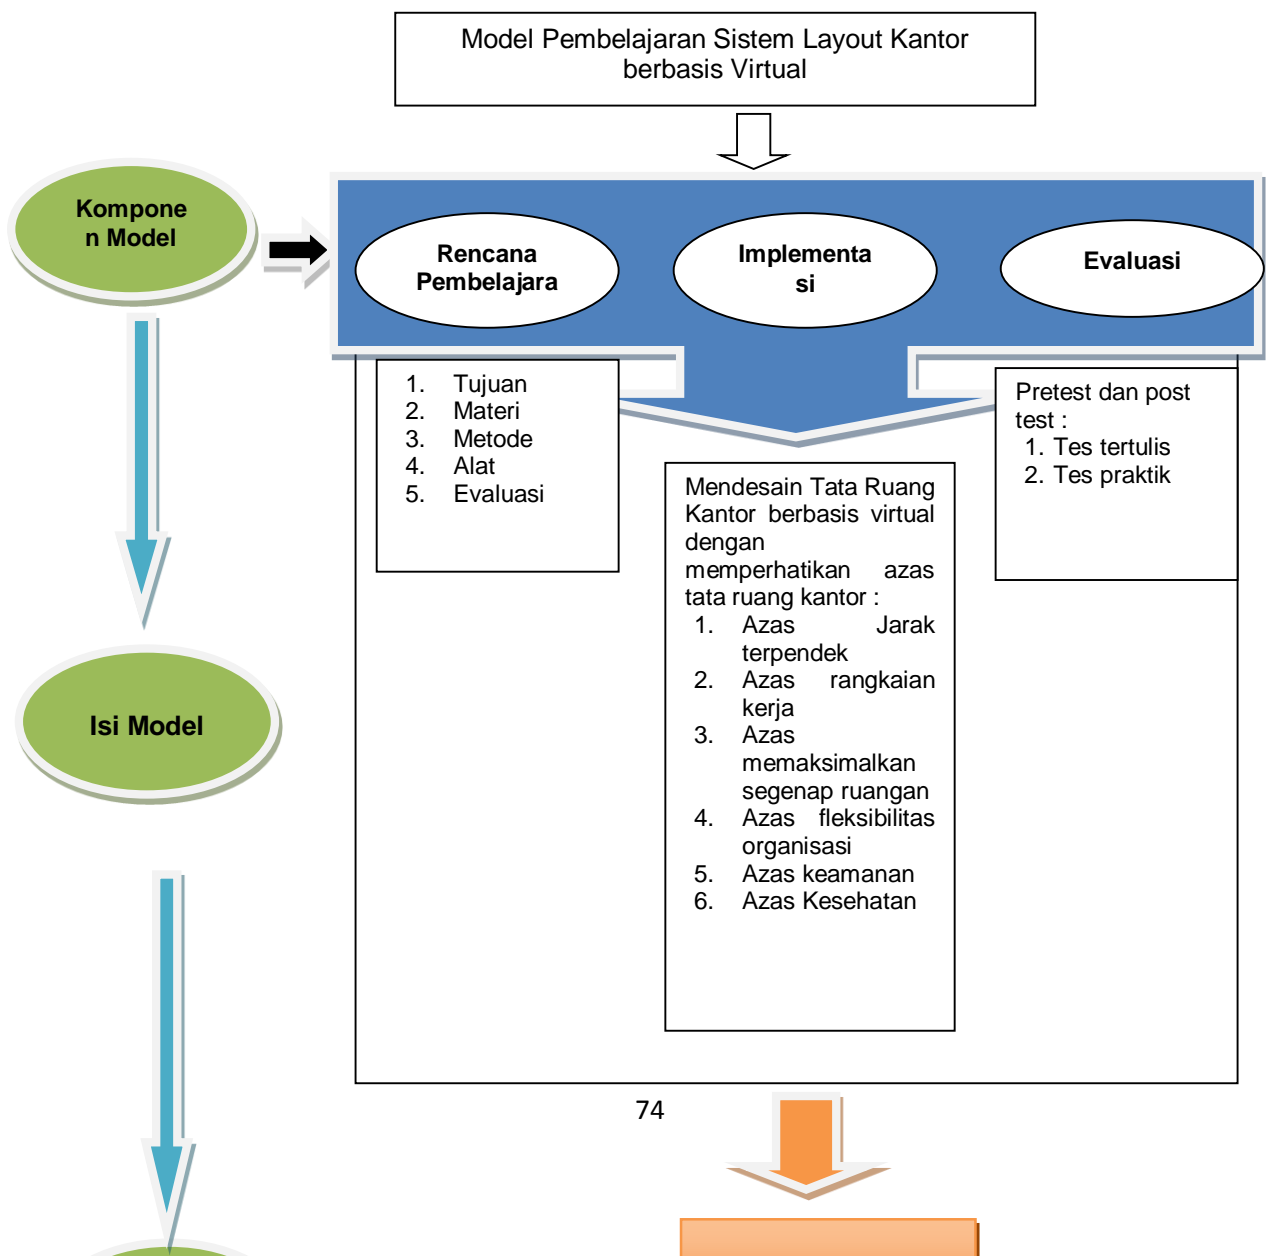 Model Pembelajaran Sistem Layout Kantor
berbasis Virtual
Kompone
n Model
Rencana
Pembelajara
Implementa
si
Evaluasi
1. Tujuan
2. Materi
3. Metode
4. Alat
5. Evaluasi
Mendesain Tata Ruang
Kantor berbasis virtual
dengan
memperhatikan azas
tata ruang kantor :
1. Azas Jarak
terpendek
2. Azas rangkaian
kerja
3. Azas
memaksimalkan
segenap ruangan
4. Azas fleksibilitas
organisasi
5. Azas keamanan
6. Azas Kesehatan
Pretest dan post
test :
1. Tes tertulis
2. Tes praktik
Isi Model
74